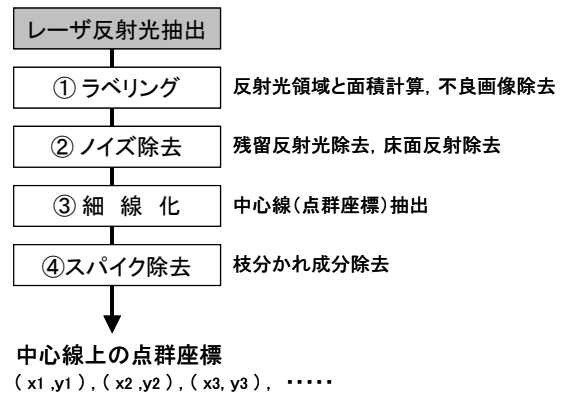 レーザ反射光抽出
① ラベリング 反射光領域と面積計算, 不良画像除去
② ノイズ除去 残留反射光除去, 床面反射除去
③ 細 線 化 中心線(点群座標)抽出
④スパイク除去 枝分かれ成分除去
中心線上の点群座標
( x1 ,y1 ) , ( x2 ,y2 ) , ( x3, y3 ) , ・・・・・